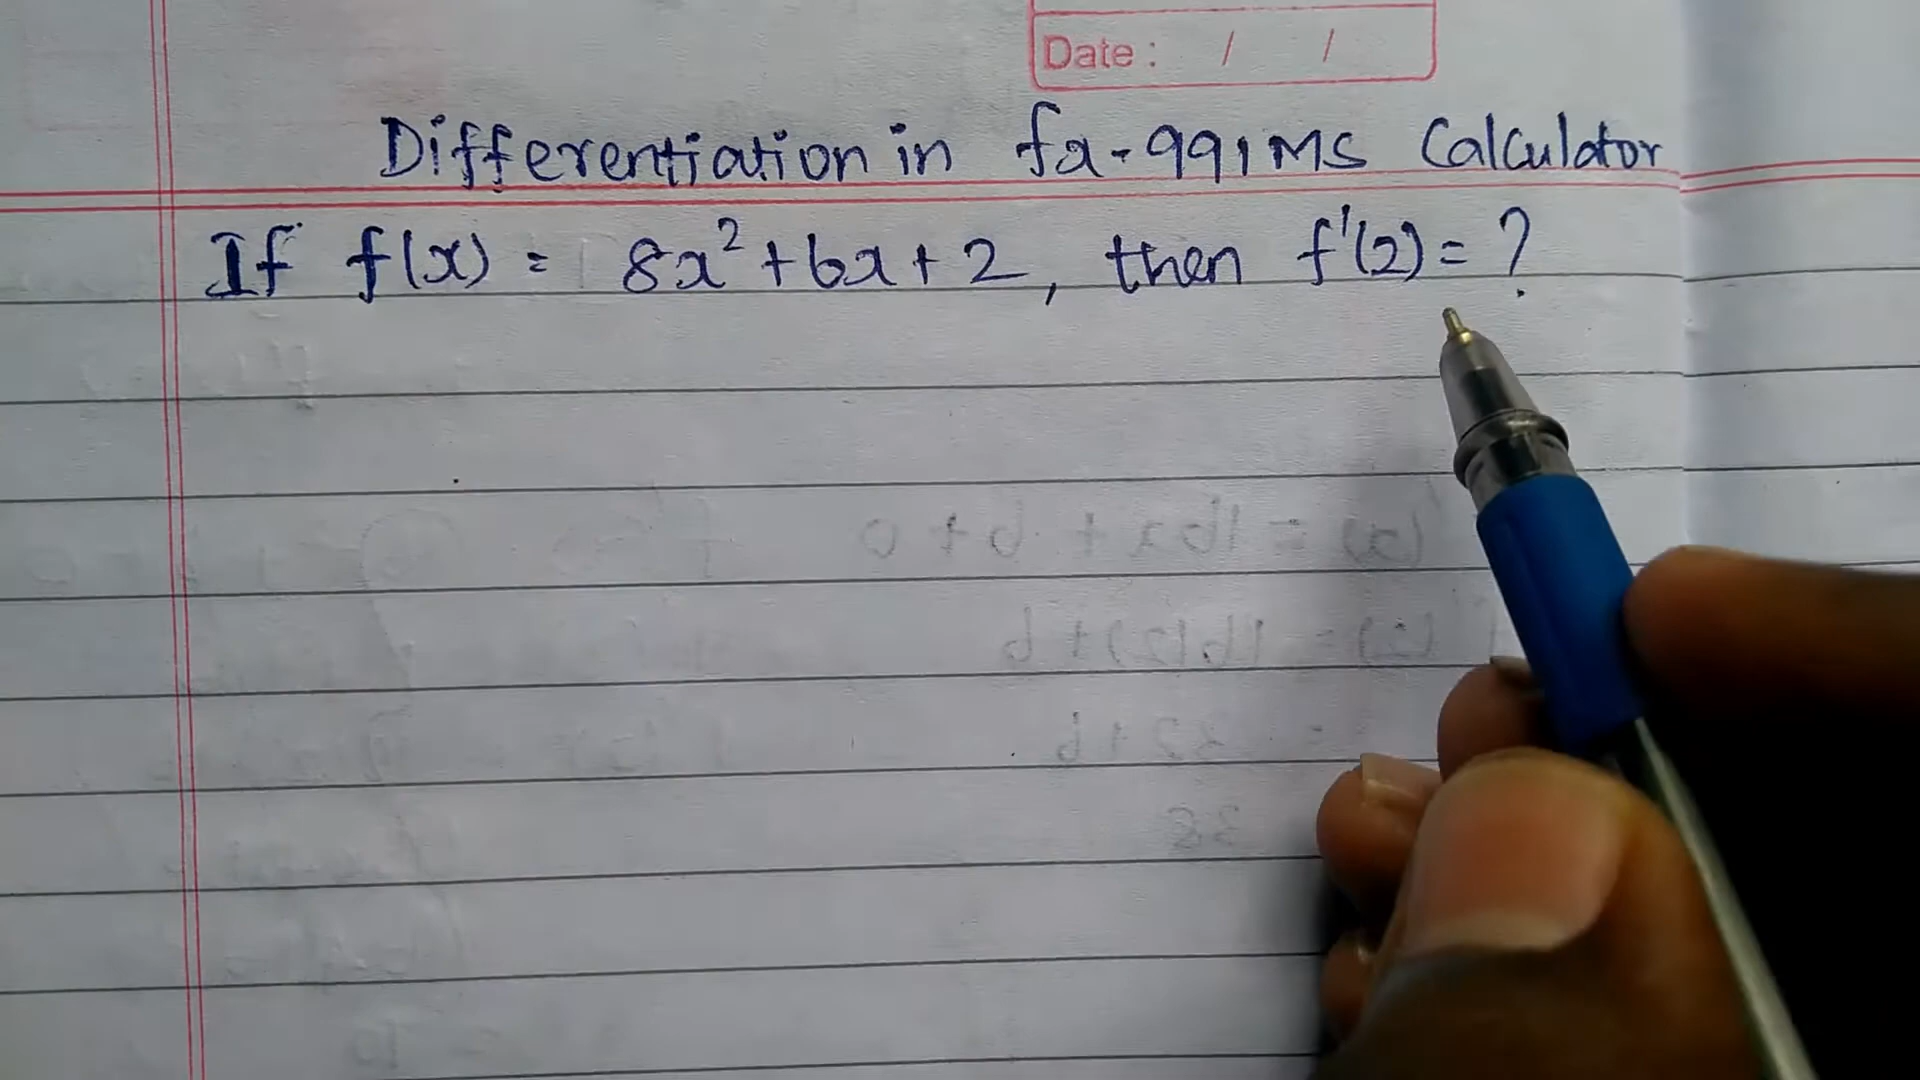 Date : / /
Differentiation in fx-991MS Calculator
If f(x) = 8x²+6x+2, then f'(2)= ?